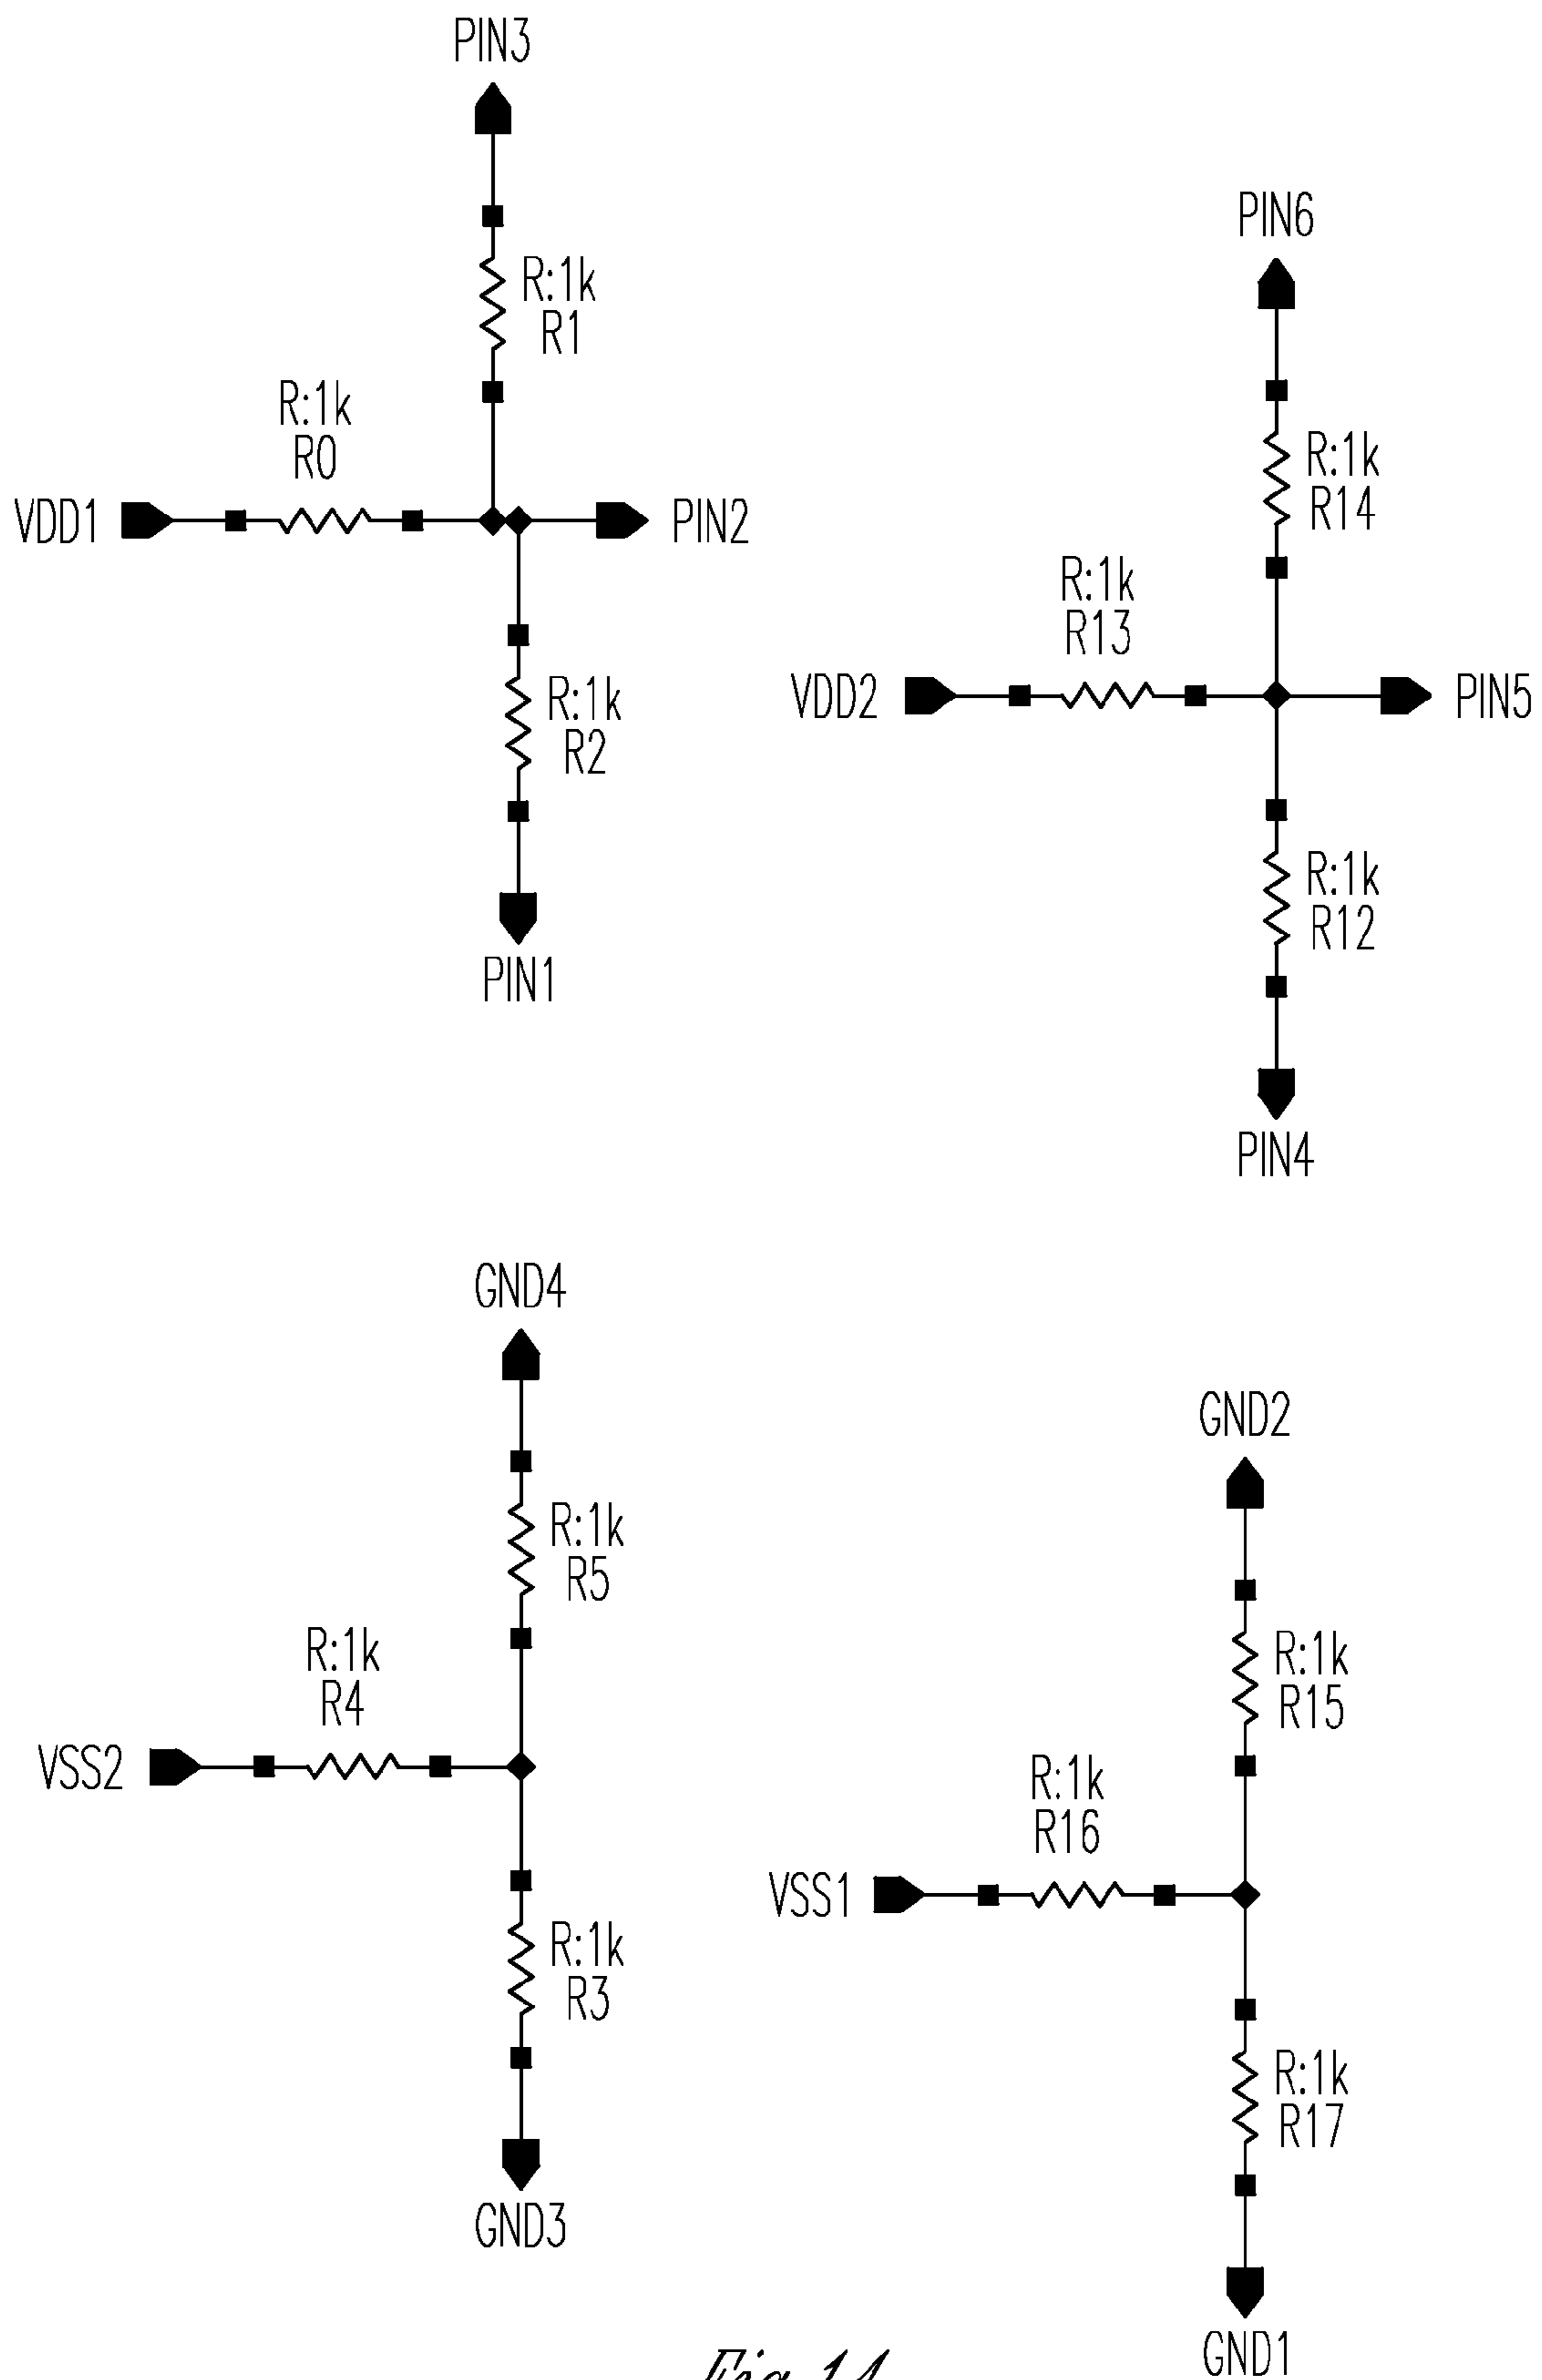 PIN3
R:1k
R1
R:1k
R0
VDD1
PIN2
R:1k
R2
PIN1
PIN6
R:1k
R14
R:1k
R13
VDD2
PIN5
R:1k
R12
PIN4
GND4
R:1k
R5
R:1k
R4
VSS2
R:1k
R3
GND3
GND2
R:1k
R15
R:1k
R16
VSS1
R:1k
R17
GND1